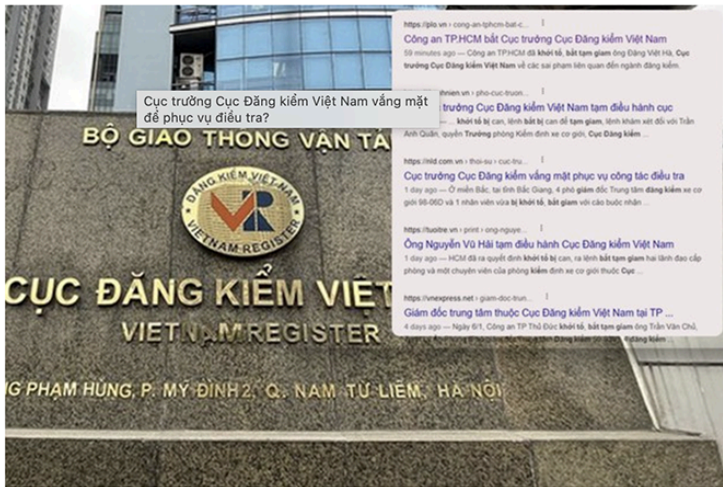 BỘ GIAO THÔNG VẬN TẢ
ĐĂNG KIỂM VIỆT NAM
VR
VIETNAM REGISTER
CỤC ĐĂNG KIỂM VIỆT
VIETNAM REGISTER
PHẠM HÙNG, P. MỸ ĐÌNH 2, Q. NAM TỪ LIÊM, HÀ NỘI
Cục trưởng Cục Đăng kiểm Việt Nam vắng mặt
để phục vụ điều tra?
https://plo.vn › cong-an-tphcm-bat-c...
Công an TP.HCM bắt Cục trưởng Cục Đăng kiểm Việt Nam
59 minutes ago — Công an TP.HCM đã khởi tố, bắt tạm giam ông Đặng Việt Hà, Cục
trưởng Cục Đăng kiểm Việt Nam về các sai phạm liên quan đến ngành đăng kiểm.
nhnien.vn › pho-cuc-truon...
trưởng Cục Đăng kiểm Việt Nam tạm điều hành cục
khởi tố bị can, lệnh bắt bị can để tạm giam, lệnh khám xét đối với Trần
Anh Quân, quyền Trưởng phòng Kiểm định xe cơ giới, Cục Đăng kiểm ...
https://nld.com.vn › thoi-su › cuc-tru...
Cục trưởng Cục Đăng kiểm vắng mặt phục vụ công tác điều tra
1 day ago — Ở miền Bắc, tại tỉnh Bắc Giang, 4 phó giám đốc Trung tâm đăng kiểm xe cơ
giới 98-06D và 1 nhân viên vừa bị khởi tố, bắt giam với cáo buộc nhận ...
https://tuoitre.vn › print › ong-nguye...
Ông Nguyễn Vũ Hải tạm điều hành Cục Đăng kiểm Việt Nam
1 day ago — HCM đã ra quyết định khởi tố bị can, ra lệnh bắt tạm giam hai lãnh đạo cấp
phòng và một chuyên viên của phòng kiểm định xe cơ giới thuộc Cục ...
https://vnexpress.net › giam-doc-trun...
Giám đốc trung tâm thuộc Cục Đăng kiểm Việt Nam tại TP ...
4 days ago — Ngày 6/1, Công an TP Thủ Đức khởi tố, bắt tạm giam ông Trần Văn Chủ,